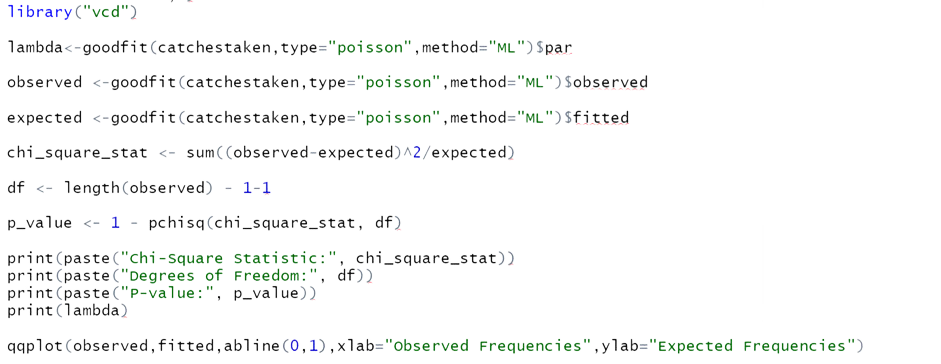 library("vcd")
lambda<-goodfit(catchestaken,type="poisson",method="ML")$par
observed <-goodfit(catchestaken,type="poisson",method="ML")$observed
expected <-goodfit(catchestaken,type="poisson",method="ML")$fitted
chi_square_stat <- sum((observed-expected)^2/expected)
df <- length(observed) - 1-1
p_value <- 1 - pchisq(chi_square_stat, df)
print(paste("Chi-Square Statistic:", chi_square_stat))
print(paste("Degrees of Freedom:", df))
print(paste("P-value:", p_value))
print(lambda)
qqplot(observed,fitted,abline(0,1),xlab="Observed Frequencies",ylab="Expected Frequencies")